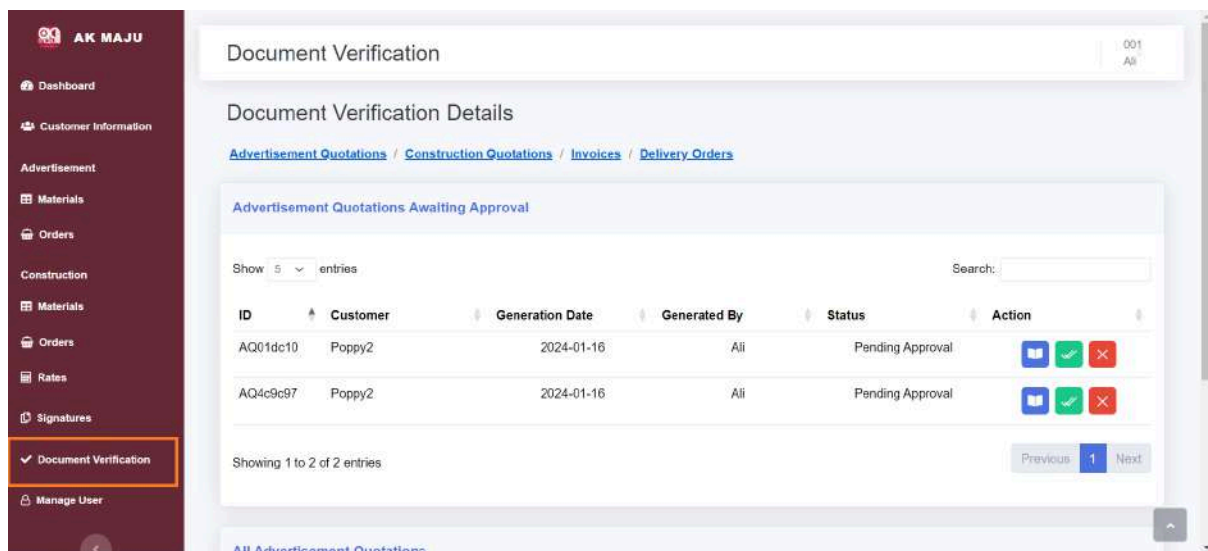 AK MAJU
Dashboard
Customer Information
Advertisement
Materials
Orders
Construction
Materials
Orders
Rates
Signatures
Document Verification
Manage User
Document Verification
001
Ali
Document Verification Details
Advertisement Quotations / Construction Quotations / Invoices / Delivery Orders
Advertisement Quotations Awaiting Approval
Show 5 entries
Search:
ID Customer Generation Date Generated By Status Action
AQ01dc10 Poppy2 2024-01-16 Ali Pending Approval
AQ4c9c97 Poppy2 2024-01-16 Ali Pending Approval
Showing 1 to 2 of 2 entries
Previous 1 Next
All Advertisement Quotations